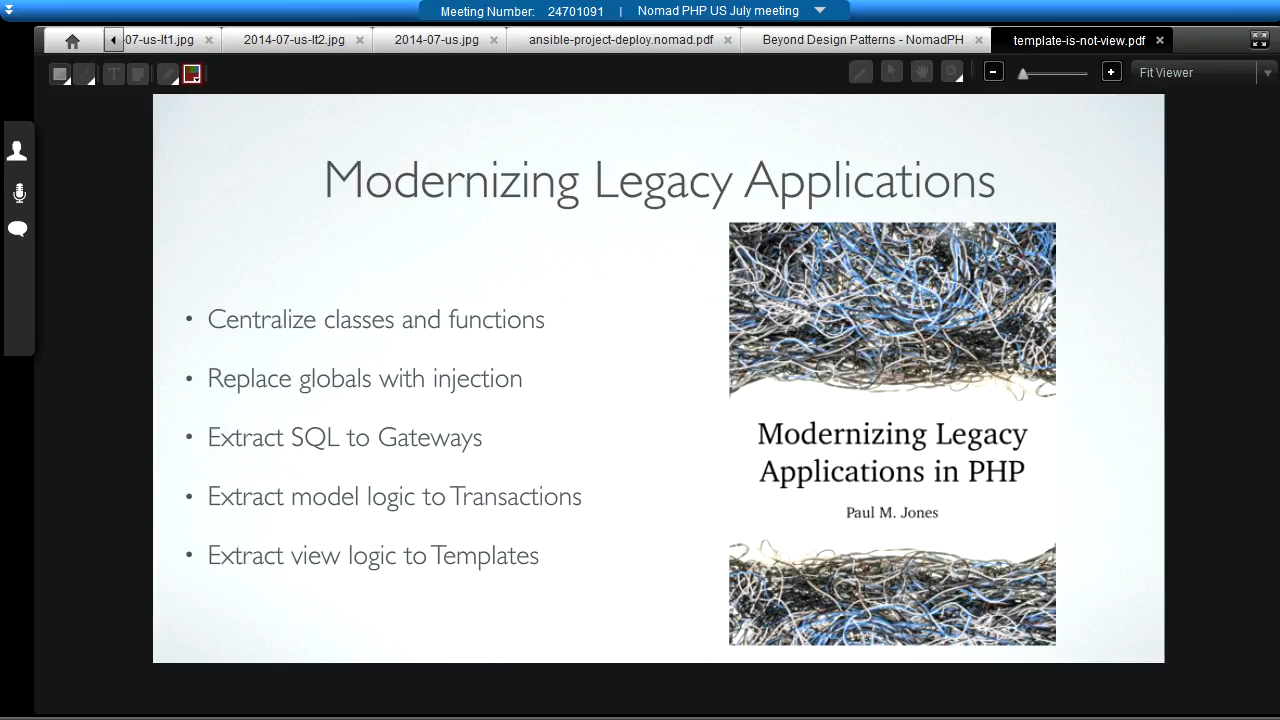 Meeting Number: 24701091 | Nomad PHP US July meeting
07-us-lt1.jpg
2014-07-us-lt2.jpg
2014-07-us.jpg
ansible-project-deploy.nomad.pdf
Beyond Design Patterns - NomadPH
template-is-not-view.pdf
T
Fit Viewer
Modernizing Legacy Applications
• Centralize classes and functions
• Replace globals with injection
• Extract SQL to Gateways
• Extract model logic to Transactions
• Extract view logic to Templates
Modernizing Legacy
Applications in PHP
Paul M. Jones